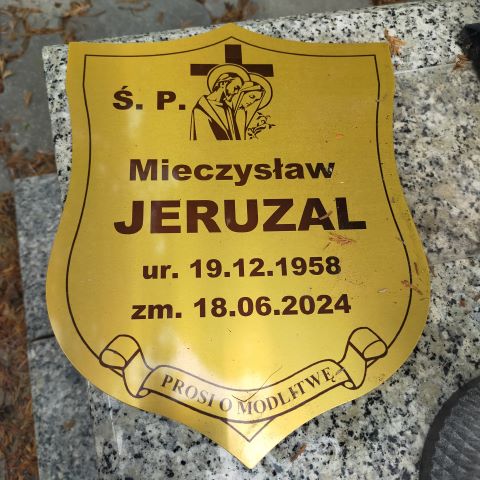 Ś. P.
Mieczysław
JERUZAL
ur. 19.12.1958
zm. 18.06.2024
PROSI O MODLITWĘ